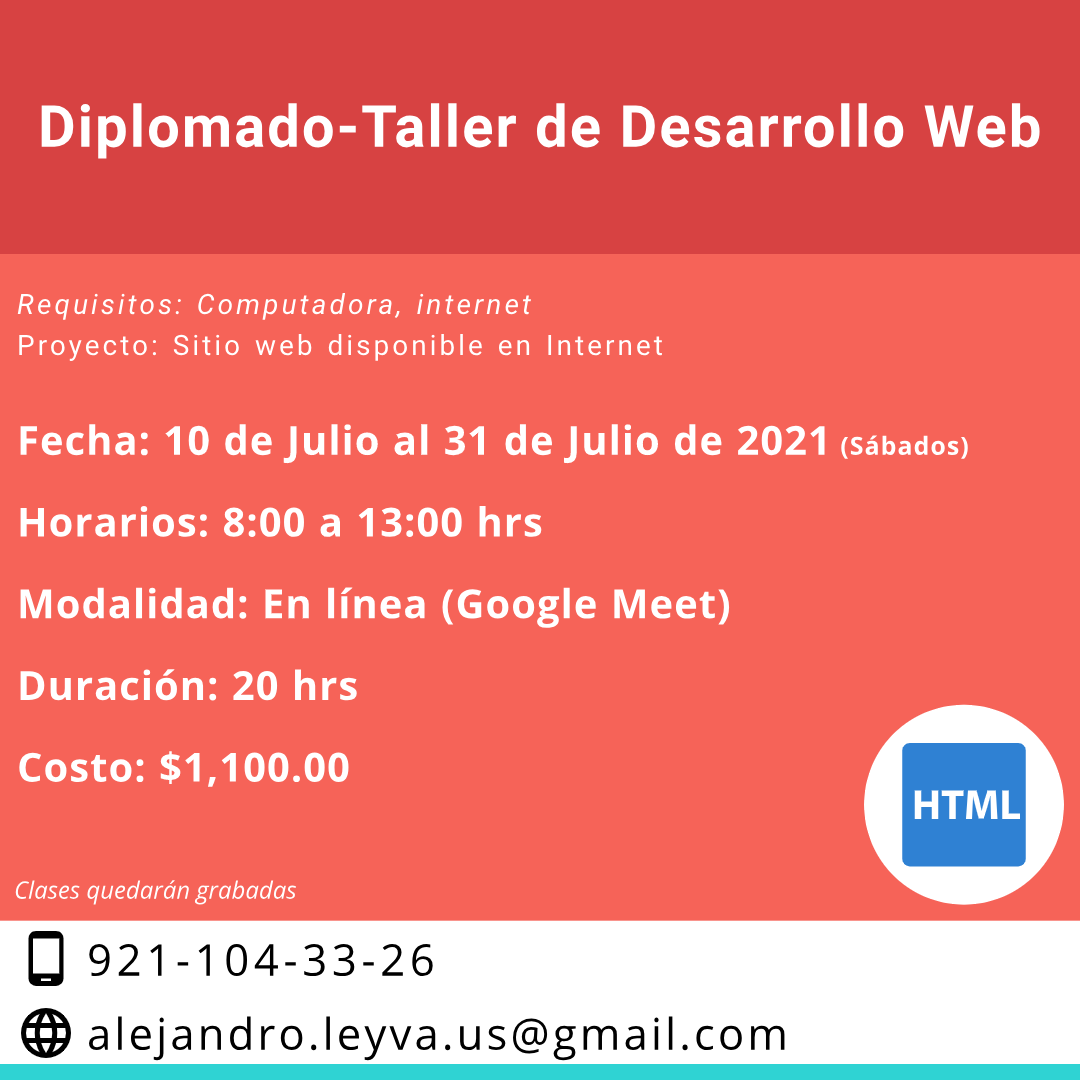 Diplomado-Taller de Desarrollo Web
Requisitos: Computadora, internet
Proyecto: Sitio web disponible en Internet
Fecha: 10 de Julio al 31 de Julio de 2021 (Sábados)
Horarios: 8:00 a 13:00 hrs
Modalidad: En línea (Google Meet)
Duración: 20 hrs
Costo: $1,100.00
HTML
Clases quedarán grabadas
921-104-33-26
alejandro.leyva.us@gmail.com